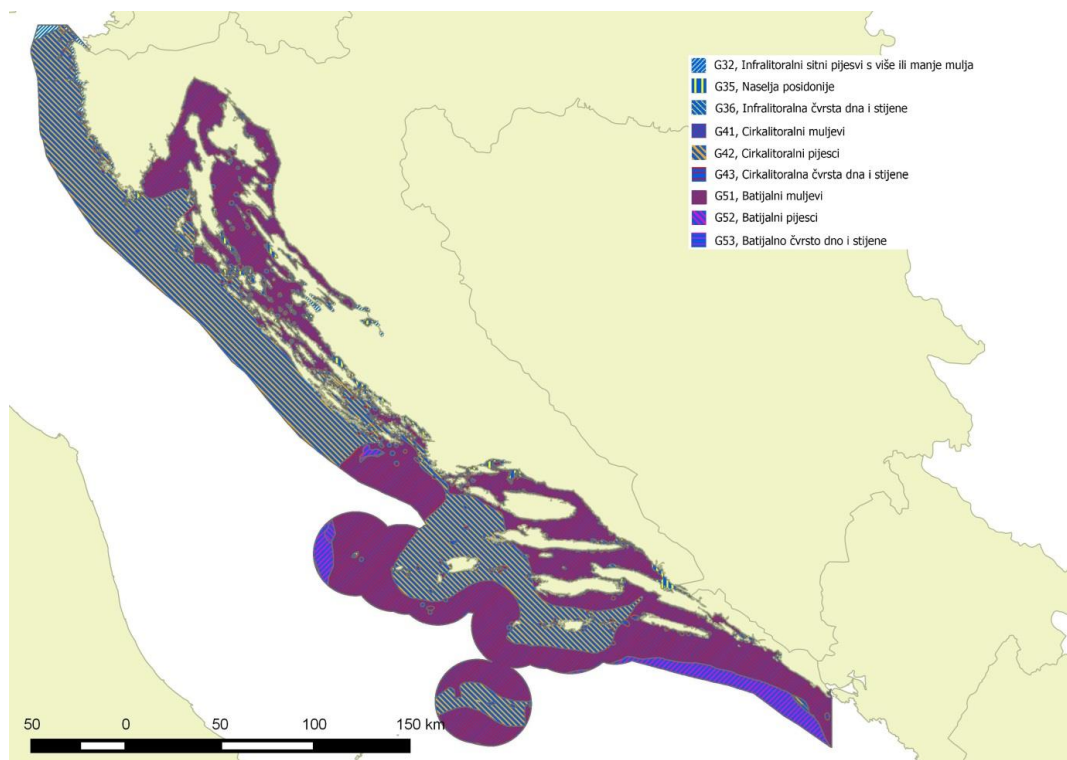 G32, Infralitoralni sitni pijesvi s više ili manje mulja
G35, Naselja posidonije
G36, Infralitoralna čvrsta dna i stijene
G41, Cirkalitoralni muljevi
G42, Cirkalitoralni pijesci
G43, Cirkalitoralna čvrsta dna i stijene
G51, Batijalni muljevi
G52, Batijalni pijesci
G53, Batijalno čvrsto dno i stijene
50 0 50 100 150 km